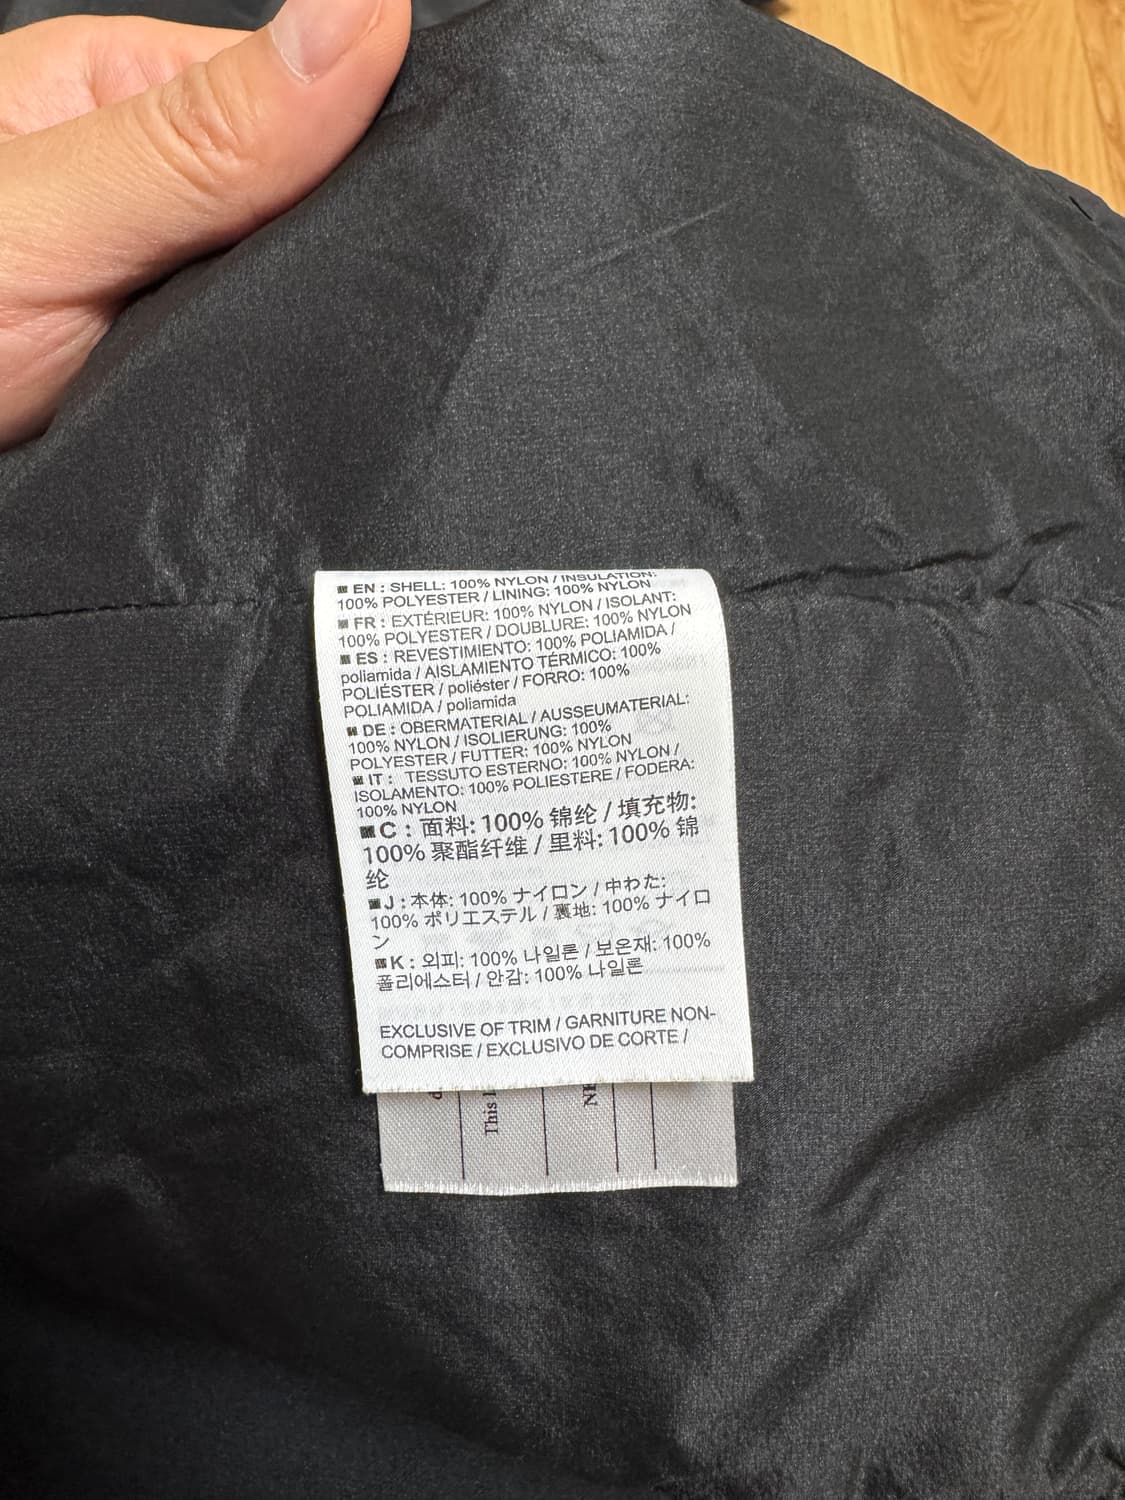 EN : SHELL: 100% NYLON / INSULATION:
100% POLYESTER / LINING: 100% NYLON
FR : EXTÉRIEUR: 100% NYLON / ISOLANT:
100% POLYESTER / DOUBLURE: 100% NYLON
ES : REVESTIMIENTO: 100% POLIAMIDA /
poliamida / AISLAMIENTO TÉRMICO: 100%
POLIÉSTER / poliéster / FORRO: 100%
POLIAMIDA / poliamida
DE : OBERMATERIAL / AUSSEUMATERIAL:
100% NYLON / ISOLIERUNG: 100%
POLYESTER / FUTTER: 100% NYLON
IT : TESSUTO ESTERNO: 100% NYLON /
ISOLAMENTO: 100% POLIESTERE / FODERA:
100% NYLON
C : 面料: 100% 锦纶 / 填充物:
100% 聚酯纤维 / 里料: 100% 锦
纶
J : 本体: 100% ナイロン / 中わた:
100% ポリエステル / 裏地: 100% ナイロ
ン
K : 외피: 100% 나일론 / 보온재: 100%
폴리에스터 / 안감: 100% 나일론
EXCLUSIVE OF TRIM / GARNITURE NON-
COMPRISE / EXCLUSIVO DE CORTE /
This